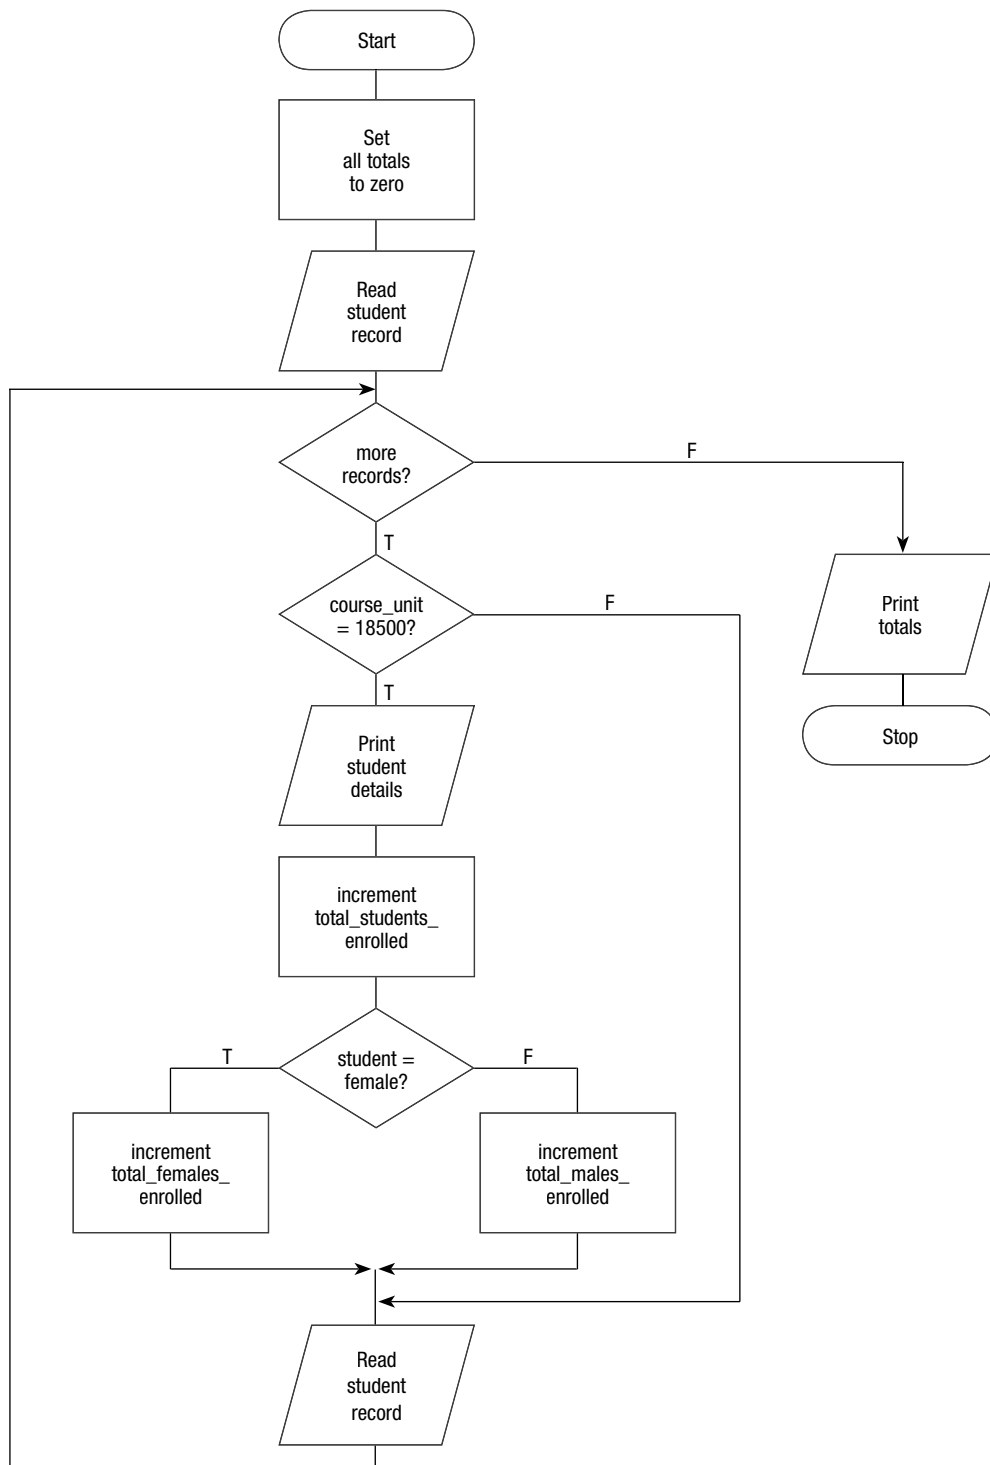 Start
Set
all totals
to zero
Read
student
record
more
records?
F
T
course_unit
= 18500?
F
Print
totals
T
Stop
Print
student
details
increment
total_students_
enrolled
T
student =
female?
F
increment
total_females_
enrolled
increment
total_males_
enrolled
Read
student
record